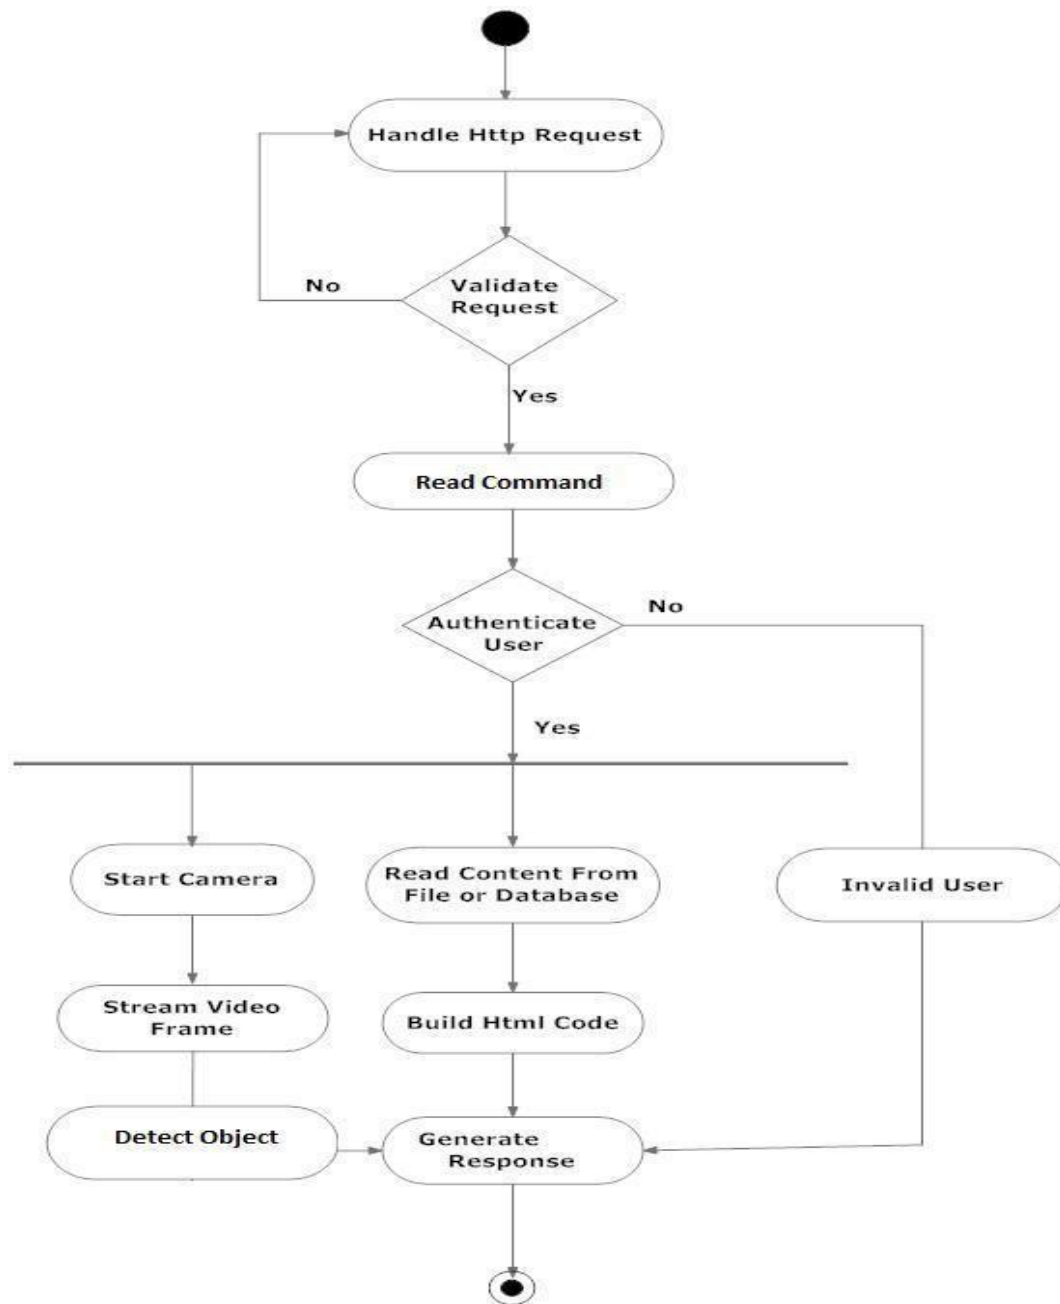 Handle Http Request
No
Validate
Request
Yes
Read Command
No
Authenticate
User
Yes
Start Camera
Read Content From
File or Database
Invalid User
Stream Video
Frame
Build Html Code
Detect Object
Generate
Response